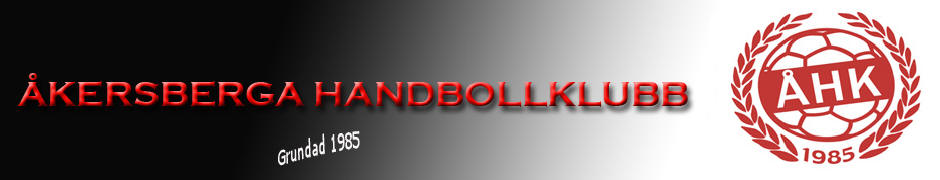 ÅKERSBERGA HANDBOLLKLUBB
Grundad 1985
ÅHK
1985